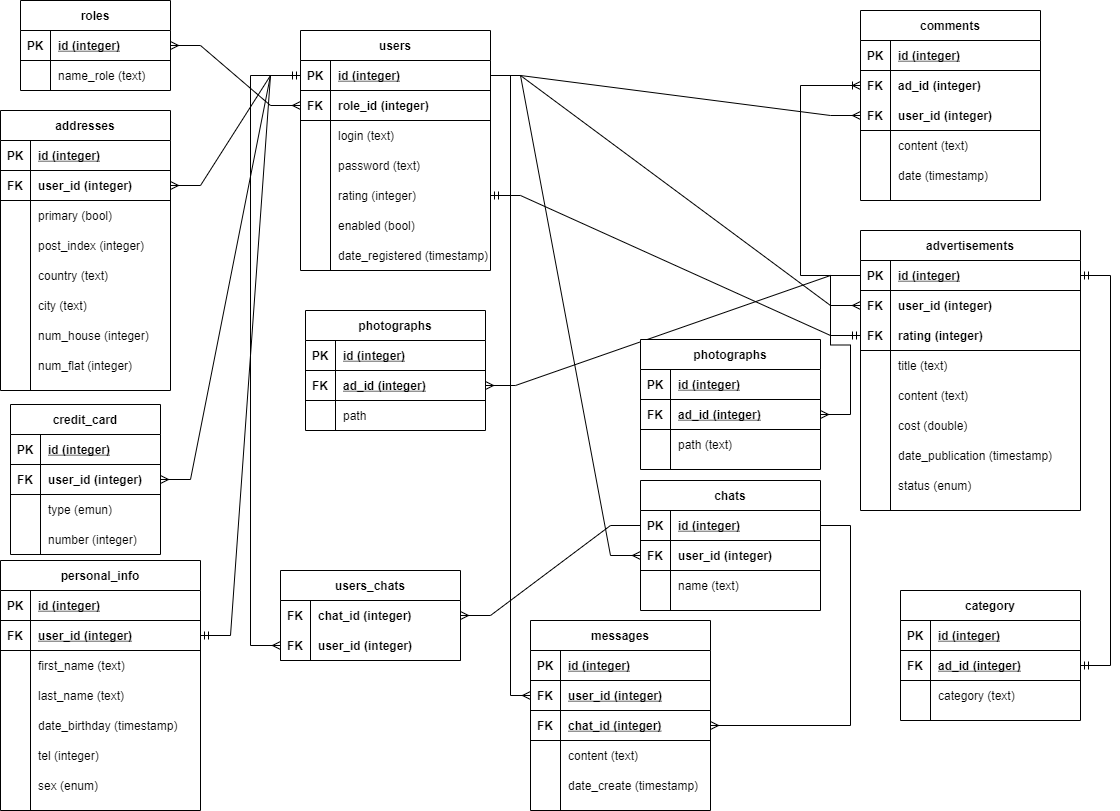 roles
PK id (integer)
name_role (text)
addresses
PK id (integer)
FK user_id (integer)
primary (bool)
post_index (integer)
country (text)
city (text)
num_house (integer)
num_flat (integer)
credit_card
PK id (integer)
FK user_id (integer)
type (emun)
number (integer)
personal_info
PK id (integer)
FK user_id (integer)
first_name (text)
last_name (text)
date_birthday (timestamp)
tel (integer)
sex (enum)
users
PK id (integer)
FK role_id (integer)
login (text)
password (text)
rating (integer)
enabled (bool)
date_registered (timestamp)
photographs
PK id (integer)
FK ad_id (integer)
path
users_chats
FK chat_id (integer)
FK user_id (integer)
photographs
PK id (integer)
FK ad_id (integer)
path (text)
chats
PK id (integer)
FK user_id (integer)
name (text)
messages
PK id (integer)
FK user_id (integer)
FK chat_id (integer)
content (text)
date_create (timestamp)
comments
PK id (integer)
FK ad_id (integer)
FK user_id (integer)
content (text)
date (timestamp)
advertisements
PK id (integer)
FK user_id (integer)
FK rating (integer)
title (text)
content (text)
cost (double)
date_publication (timestamp)
status (enum)
category
PK id (integer)
FK ad_id (integer)
category (text)